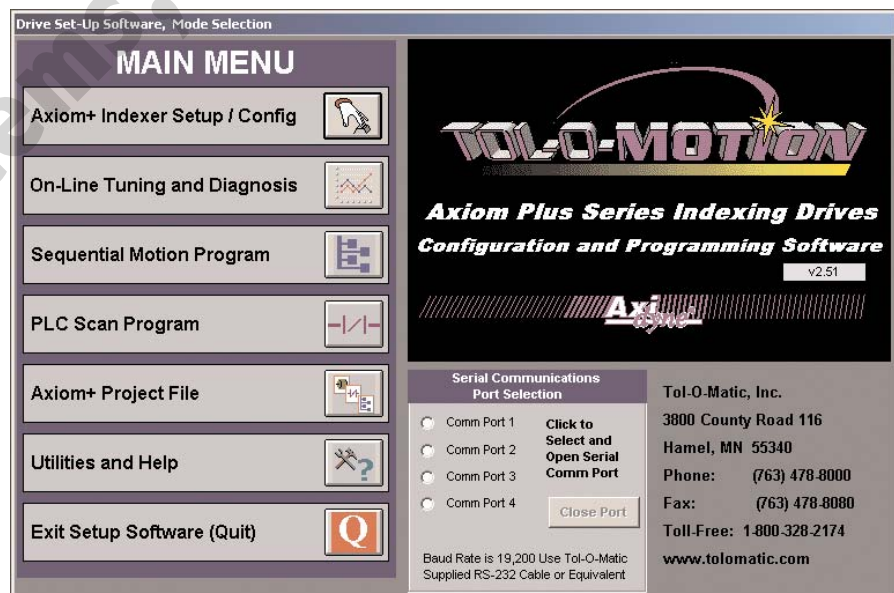 Drive Set-Up Software, Mode Selection
MAIN MENU
Axiom+ Indexer Setup / Config
On-Line Tuning and Diagnosis
Sequential Motion Program
PLC Scan Program
Axiom+ Project File
Utilities and Help
Exit Setup Software (Quit)
Q
TOL-O-MOTION
Axiom Plus Series Indexing Drives
Configuration and Programming Software
v2.51
Axi
dyne
Serial Communications
Port Selection
Comm Port 1
Comm Port 2
Comm Port 3
Comm Port 4
Click to
Select and
Open Serial
Comm Port
Close Port
Baud Rate is 19,200 Use Tol-O-Matic
Supplied RS-232 Cable or Equivalent
Tol-O-Matic, Inc.
3800 County Road 116
Hamel, MN 55340
Phone: (763) 478-8000
Fax: (763) 478-8080
Toll-Free: 1-800-328-2174
www.tolomatic.com